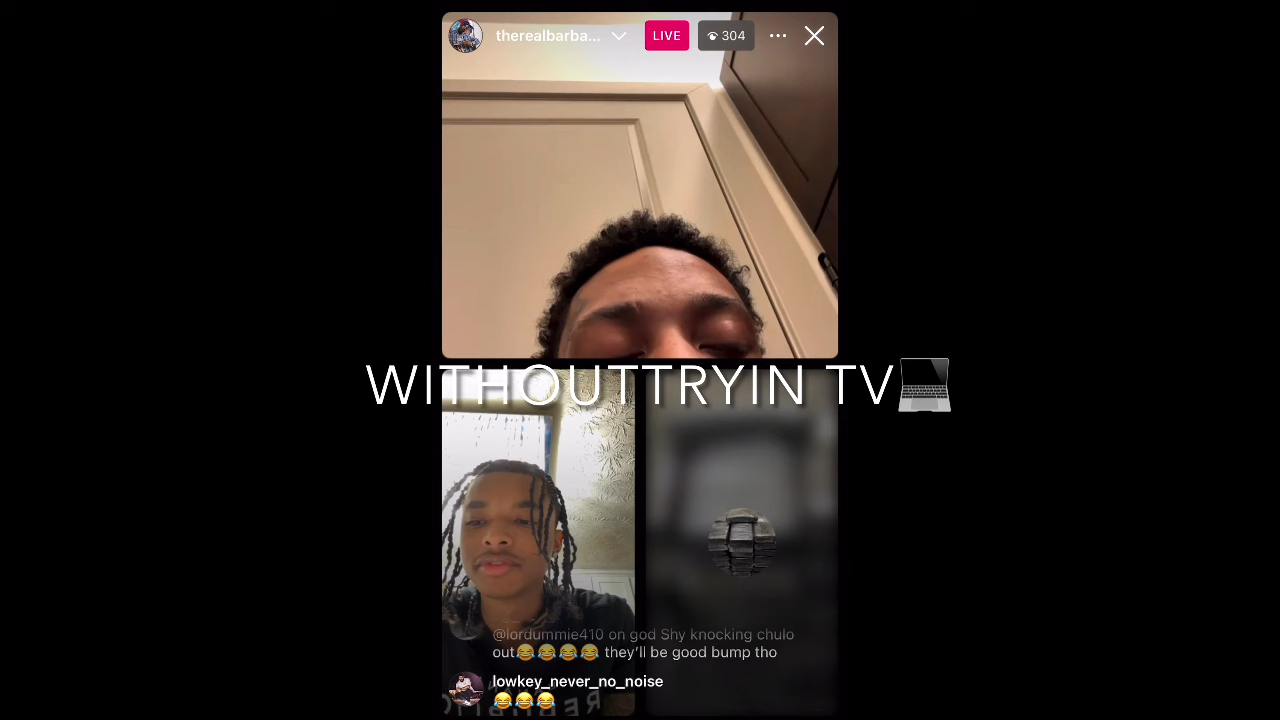 therealbarba...
LIVE
304
WITHOUTTRYIN TV💻
@lordummie410 on god Shy knocking chulo
out😂😂😂😂 they'll be good bump tho
lowkey_never_no_noise
😂😂😂